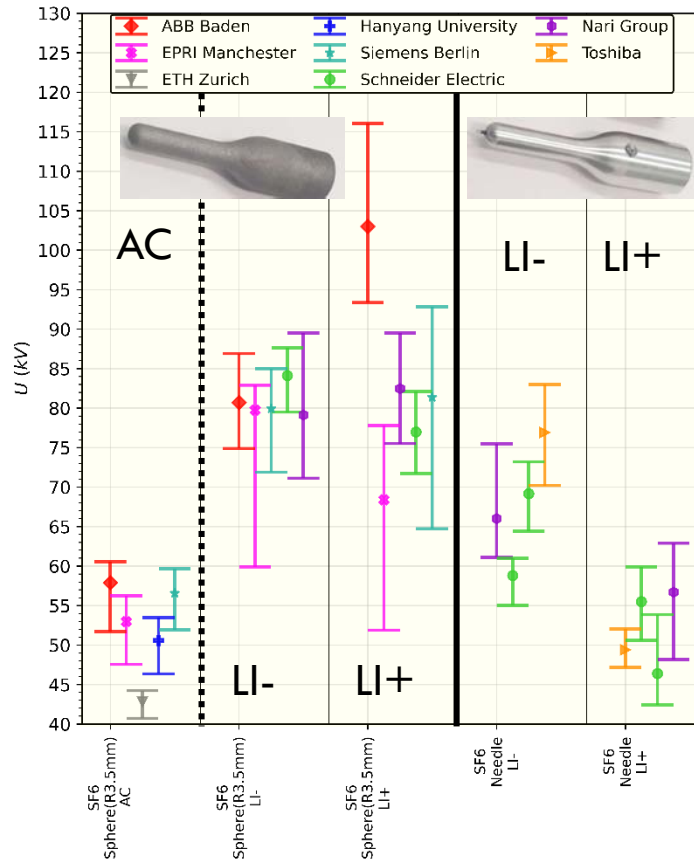 ABB Baden
EPRI Manchester
ETH Zurich
Hanyang University
Siemens Berlin
Schneider Electric
Nari Group
Toshiba
130
125
120
115
110
105
100
95
90
85
80
75
70
65
60
55
50
45
40
U (kV)
AC
LI-
LI+
LI-
LI+
SF6
Sphere(R3.5mm)
AC
SF6
Sphere(R3.5mm)
LI-
SF6
Sphere(R3.5mm)
LI+
SF6
Needle
LI-
SF6
Needle
LI+